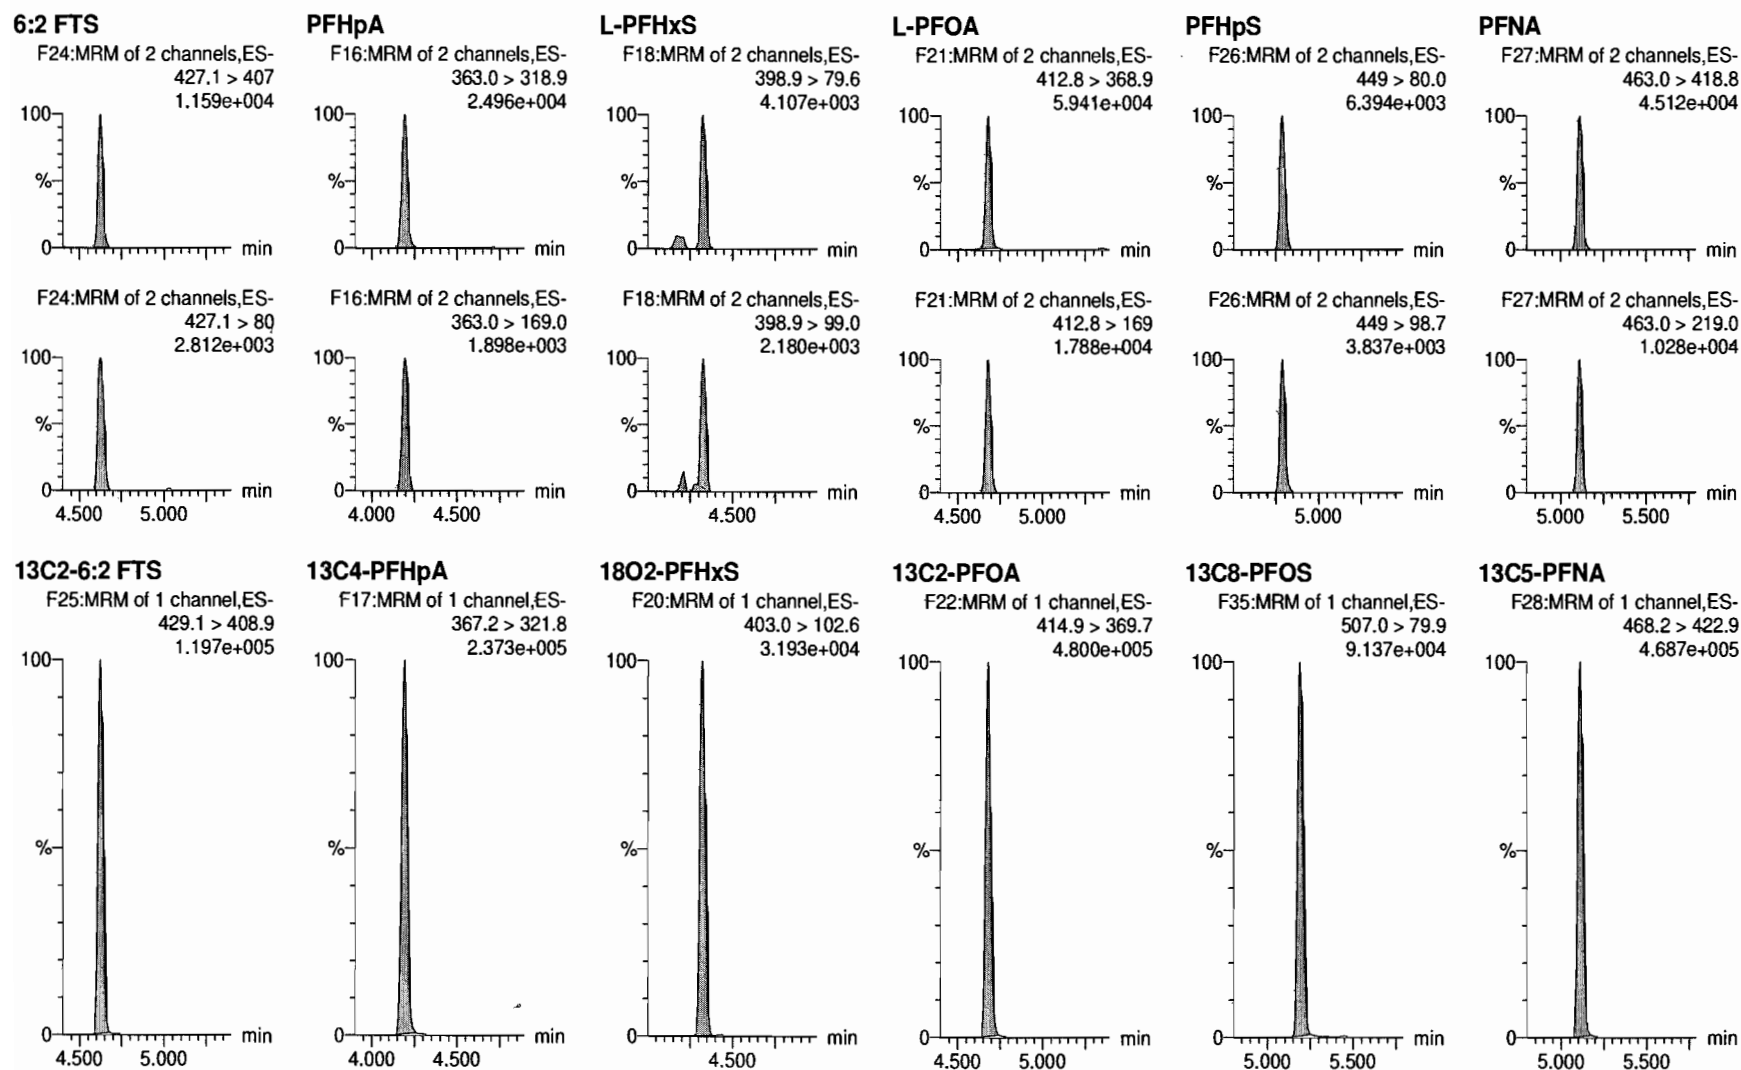 6:2 FTS
F24:MRM of 2 channels,ES-
427.1 > 407
1.159e+004
100
%
0
min
PFHpA
F16:MRM of 2 channels,ES-
363.0 > 318.9
2.496e+004
100
%
0
min
L-PFHxS
F18:MRM of 2 channels,ES-
398.9 > 79.6
4.107e+003
100
%
0
min
L-PFOA
F21:MRM of 2 channels,ES-
412.8 > 368.9
5.941e+004
100
%
0
min
PFHpS
F26:MRM of 2 channels,ES-
449 > 80.0
6.394e+003
100
%
0
min
PFNA
F27:MRM of 2 channels,ES-
463.0 > 418.8
4.512e+004
100
%
0
min
F24:MRM of 2 channels,ES-
427.1 > 80
2.812e+003
100
%
0
min
4.500 5.000
F16:MRM of 2 channels,ES-
363.0 > 169.0
1.898e+003
100
%
0
min
4.000 4.500
F18:MRM of 2 channels,ES-
398.9 > 99.0
2.180e+003
100
%
0
min
4.500
F21:MRM of 2 channels,ES-
412.8 > 169
1.788e+004
100
%
0
min
4.500 5.000
F26:MRM of 2 channels,ES-
449 > 98.7
3.837e+003
100
%
0
min
5.000
F27:MRM of 2 channels,ES-
463.0 > 219.0
1.028e+004
100
%
0
min
5.000 5.500
13C2-6:2 FTS
F25:MRM of 1 channel,ES-
429.1 > 408.9
1.197e+005
100
%
0
min
4.500 5.000
13C4-PFHpA
F17:MRM of 1 channel,ES-
367.2 > 321.8
2.373e+005
100
%
0
min
4.000 4.500
18O2-PFHxS
F20:MRM of 1 channel,ES-
403.0 > 102.6
3.193e+004
100
%
0
min
4.500
13C2-PFOA
F22:MRM of 1 channel,ES-
414.9 > 369.7
4.800e+005
100
%
0
min
4.500 5.000
13C8-PFOS
F35:MRM of 1 channel,ES-
507.0 > 79.9
9.137e+004
100
%
0
min
5.000 5.500
13C5-PFNA
F28:MRM of 1 channel,ES-
468.2 > 422.9
4.687e+005
100
%
0
min
5.000 5.500